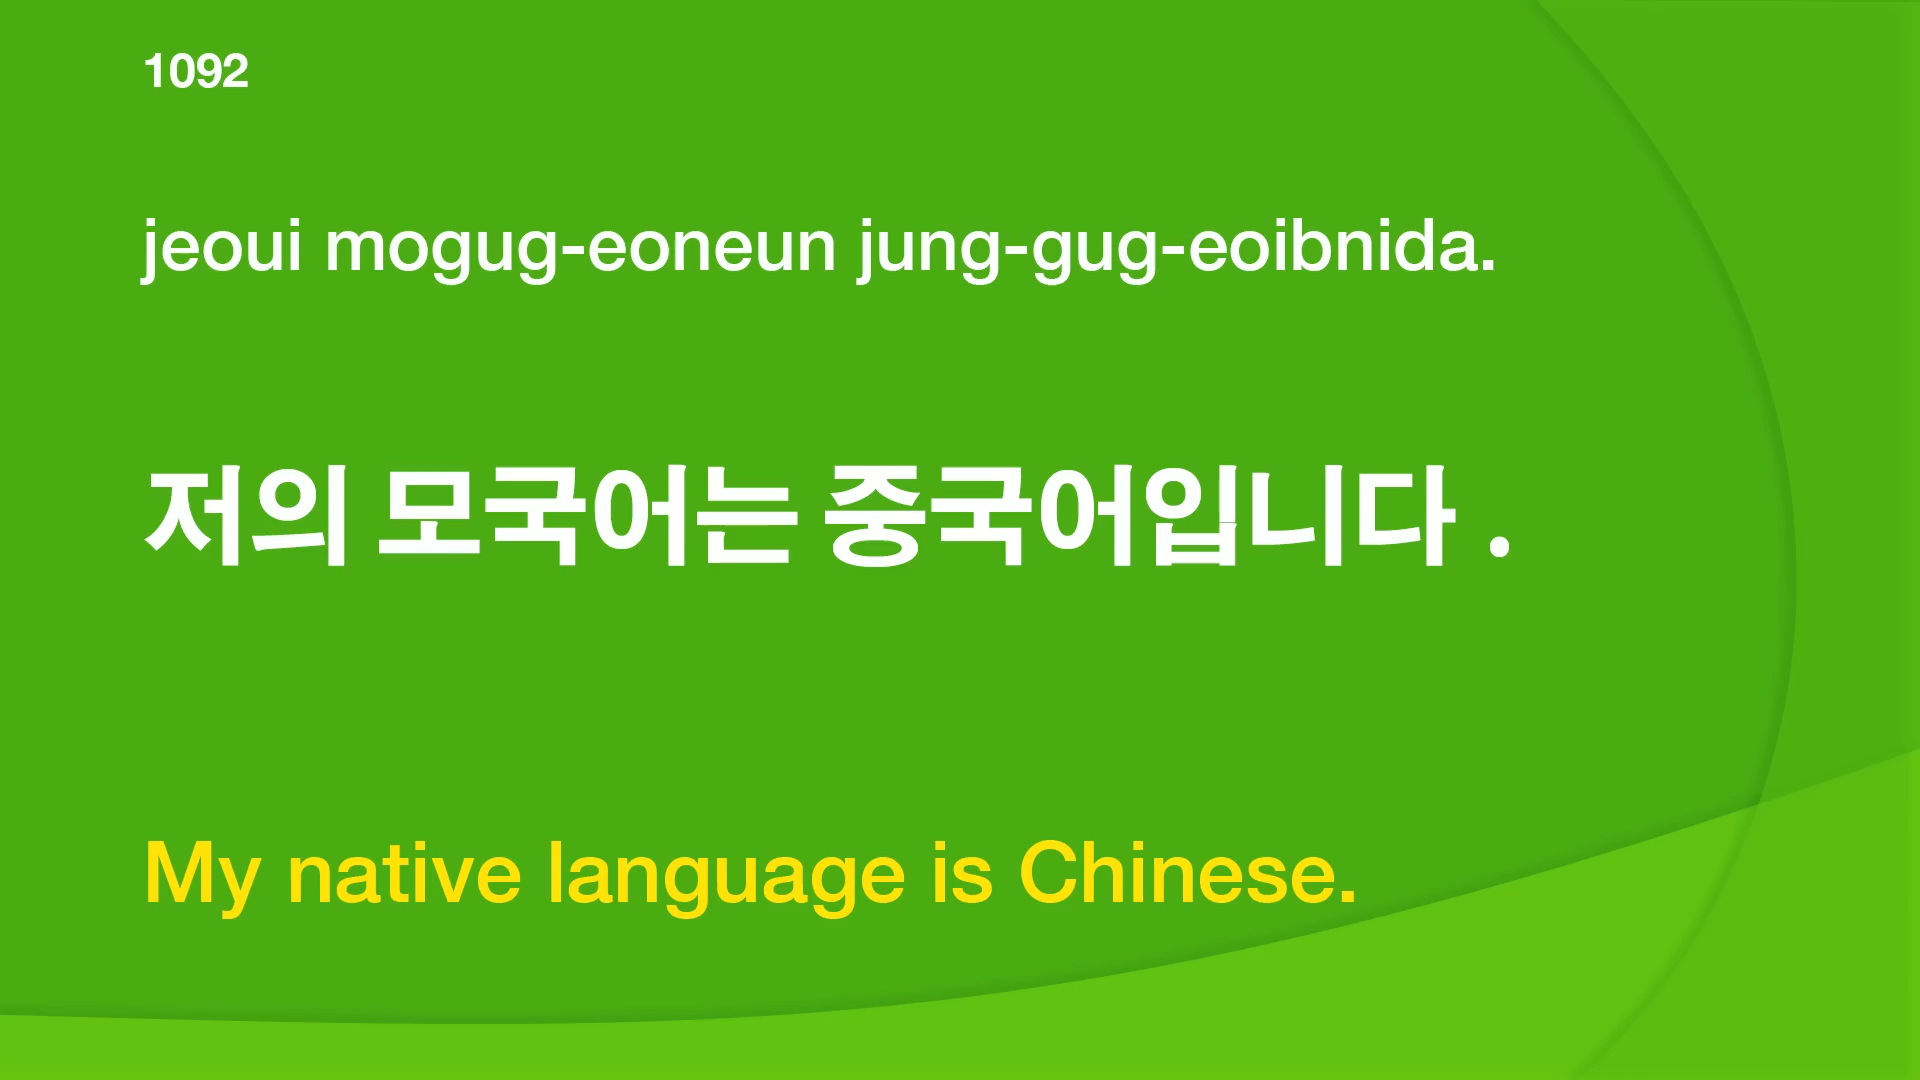 1092
jeoui mogug-eoneun jung-gug-eoibnida.
저의 모국어는 중국어입니다 .
My native language is Chinese.